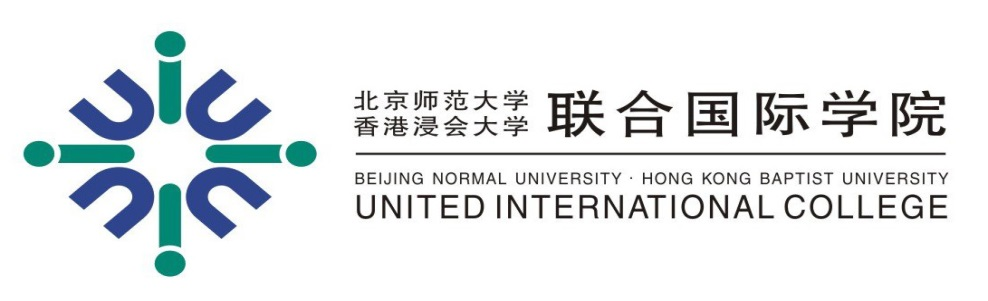 北京师范大学
香港浸会大学
联合国际学院
BEIJING NORMAL UNIVERSITY · HONG KONG BAPTIST UNIVERSITY
UNITED INTERNATIONAL COLLEGE